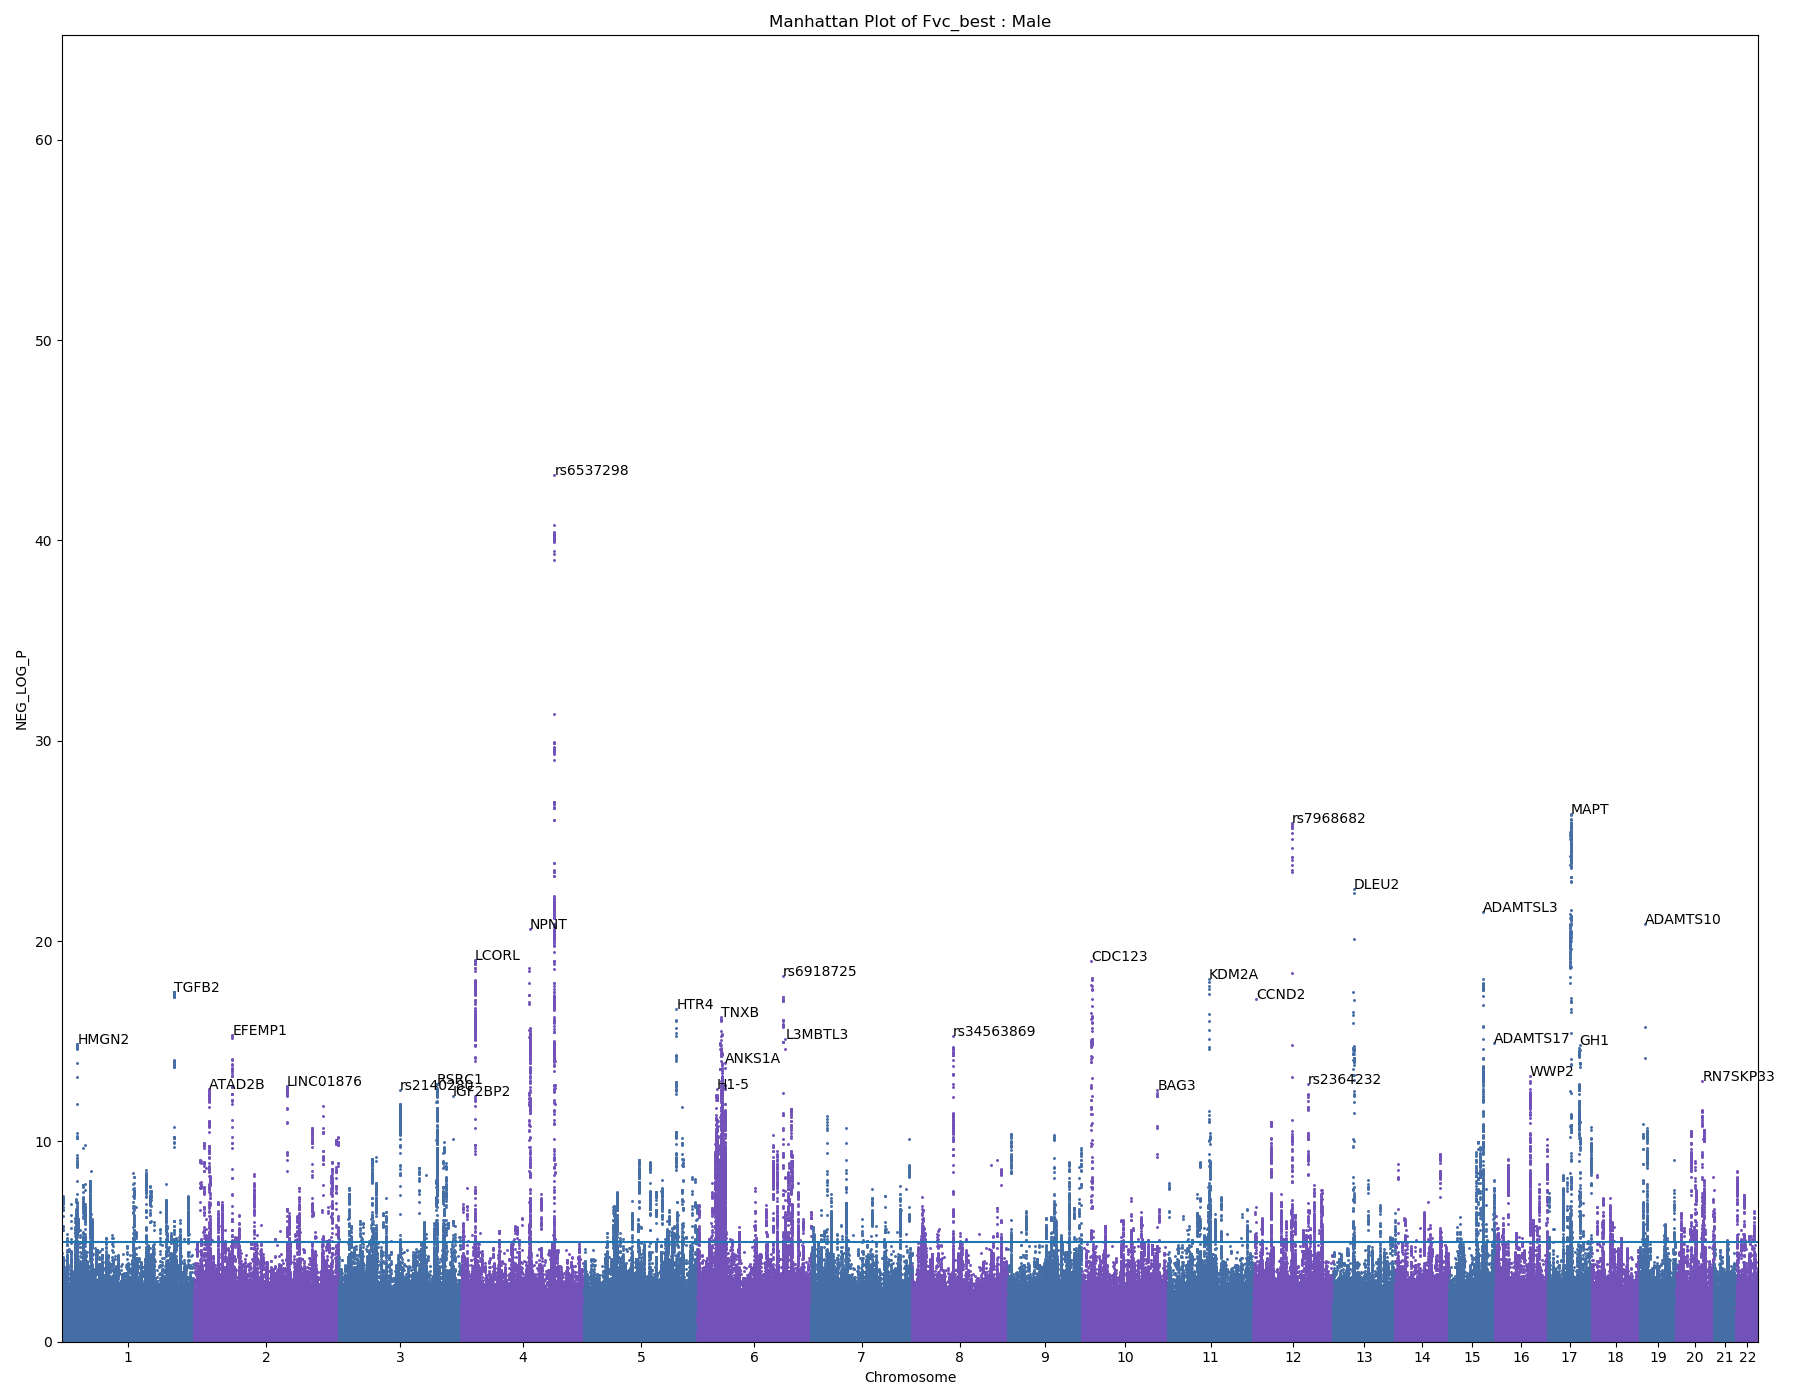 Manhattan Plot of Fvc_best : Male
60
50
40
30
20
10
0
NEG_LOG_P
rs6537298
MAPT
rs7968682
DLEU2
ADAMTSL3
ADAMTS10
NPNT
LCORL
CDC123
rs6918725
KDM2A
TGFB2
CCND2
HTR4
TNXB
L3MBTL3
rs34563869
EFEMP1
HMGN2
ADAMTS17
GH1
ANKS1A
WWP2
RN7SKP33
rs2364232
LINC01876
ATAD2B
rs2140280
RSRC1
IGF2BP2
H1-5
BAG3
1 2 3 4 5 6 7 8 9 10 11 12 13 14 15 16 17 18 19 20 21 22
Chromosome